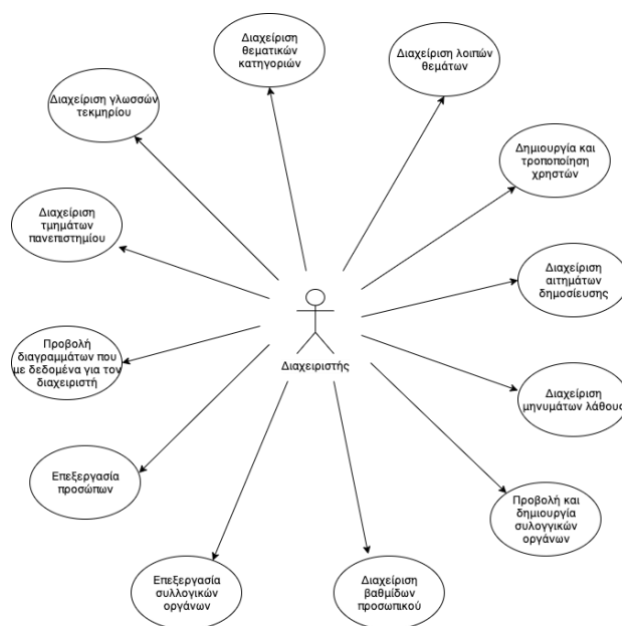 Διαχείριση
θεματικών
κατηγοριών
Διαχείριση λοιπών
θεμάτων
Διαχείριση γλωσσών
τεκμηρίου
Δημιουργία και
τροποποίηση
χρηστών
Διαχείριση
τμημάτων
πανεπιστημίου
Διαχείριση
αιτημάτων
δημοσίευσης
Προβολή
διαγραμμάτων που
με δεδομένα για τον
διαχειριστή
Διαχειριστής
Διαχείριση
μηνυμάτων λάθους
Επεξεργασία
προσώπων
Προβολή και
δημιουργία
συλογγικών
οργάνων
Επεξεργασία
συλλογικών
οργάνων
Διαχείριση
βαθμίδων
προσωπικού